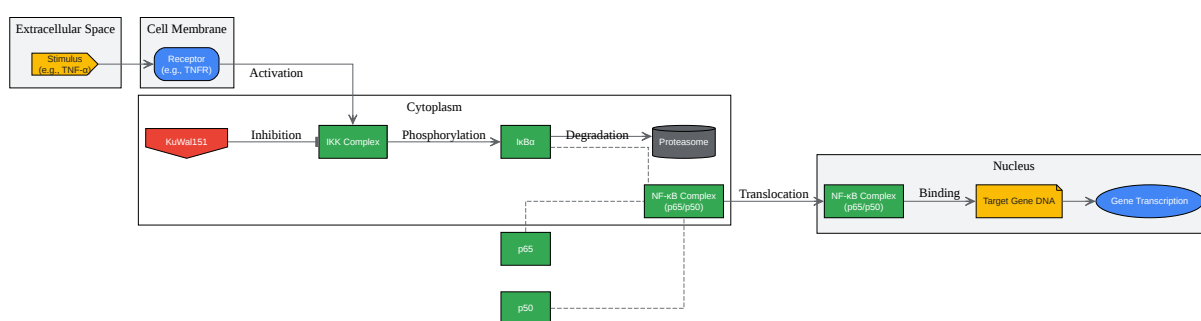 Extracellular Space
Stimulus
(e.g., TNF-α)
Cell Membrane
Receptor
(e.g., TNFR)
Activation
Cytoplasm
KuWal151
Inhibition
IKK Complex
Phosphorylation
IκBα
Degradation
Proteasome
NF-κB Complex
(p65/p50)
p65
p50
Translocation
Nucleus
NF-κB Complex
(p65/p50)
Binding
Target Gene DNA
Gene Transcription